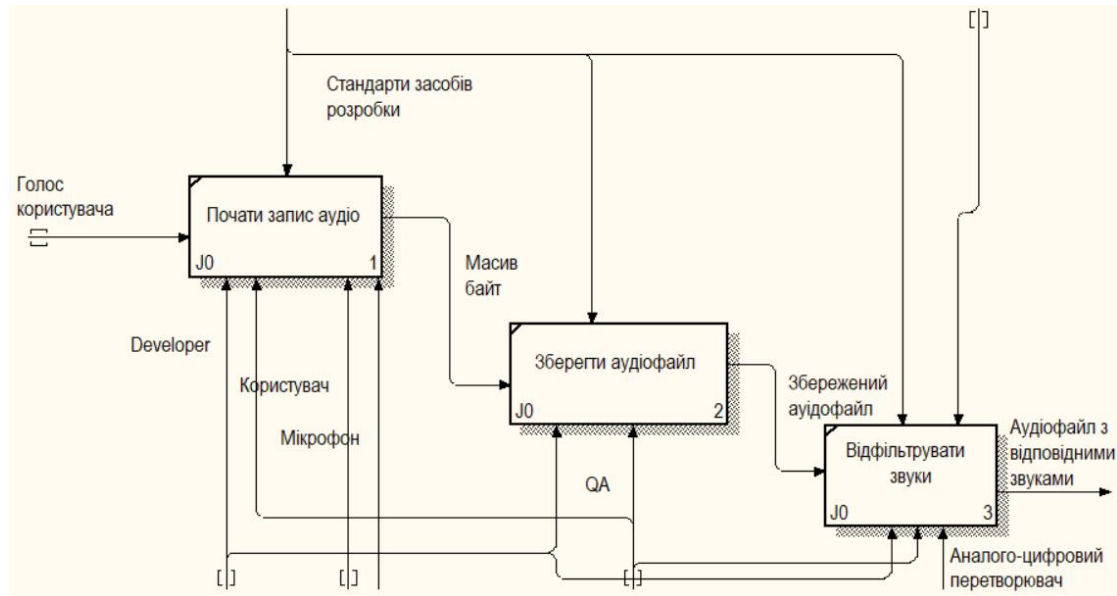 Стандарти засобів
розробки
Голос
користувача
Почати запис аудіо
J0
1
Масив
байт
Developer
Користувач
Мікрофон
Зберегти аудіофайл
J0
2
QA
Збережений
ауідофайл
Відфільтрувати
звуки
J0
3
Аудіофайл з
відповідними
звуками
Аналого-цифровий
перетворювач